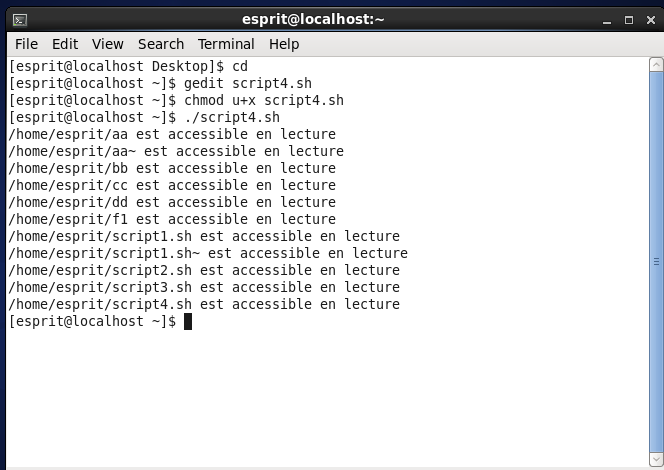 esprit@localhost:~
File Edit View Search Terminal Help
[esprit@localhost Desktop]$ cd
[esprit@localhost ~]$ gedit script4.sh
[esprit@localhost ~]$ chmod u+x script4.sh
[esprit@localhost ~]$ ./script4.sh
/home/esprit/aa est accessible en lecture
/home/esprit/aa~ est accessible en lecture
/home/esprit/bb est accessible en lecture
/home/esprit/cc est accessible en lecture
/home/esprit/dd est accessible en lecture
/home/esprit/f1 est accessible en lecture
/home/esprit/script1.sh est accessible en lecture
/home/esprit/script1.sh~ est accessible en lecture
/home/esprit/script2.sh est accessible en lecture
/home/esprit/script3.sh est accessible en lecture
/home/esprit/script4.sh est accessible en lecture
[esprit@localhost ~]$